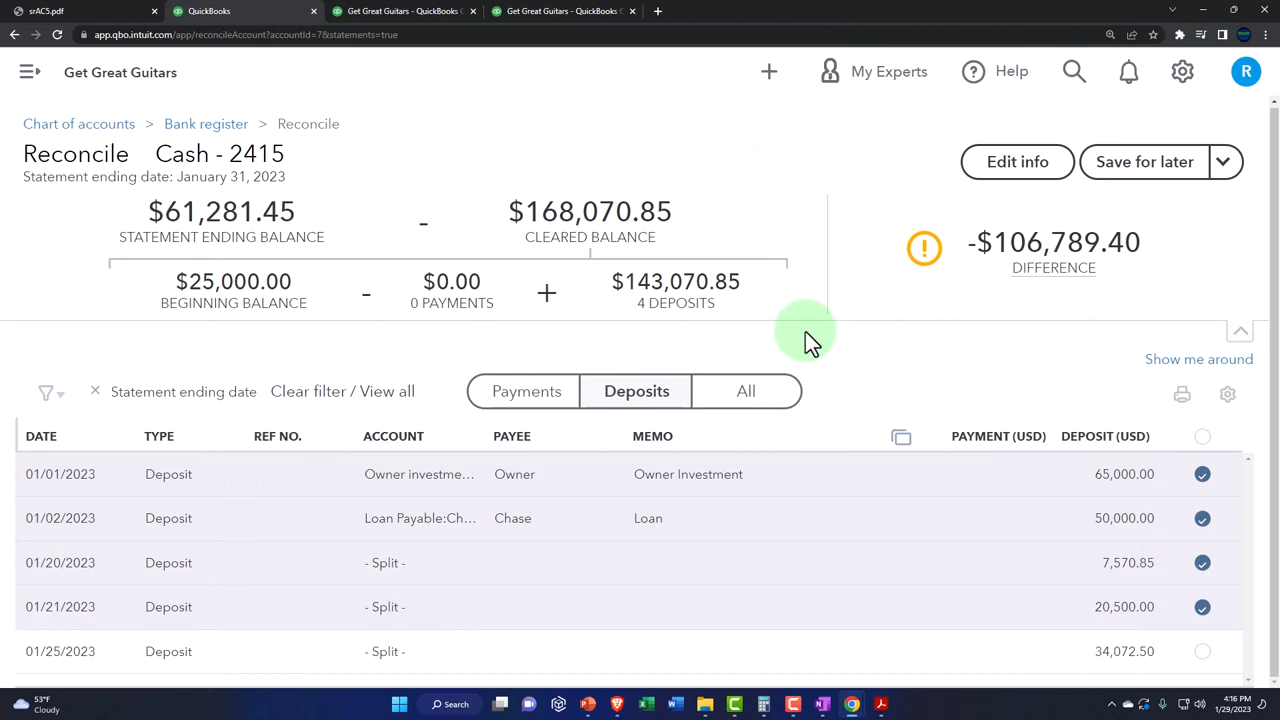 srAC5.pdf × QuickBooks × Get Great Guitars - QuickBooks C × Get Great Guitars - QuickBooks C × +
app.qbo.intuit.com/app/reconcileAccount?accountId=7&statements=true
Get Great Guitars + My Experts Help R
Chart of accounts > Bank register > Reconcile
Reconcile Cash - 2415 Edit info Save for later
Statement ending date: January 31, 2023
$61,281.45 - $168,070.85 -$106,789.40
STATEMENT ENDING BALANCE CLEARED BALANCE DIFFERENCE
$25,000.00 - $0.00 + $143,070.85
BEGINNING BALANCE 0 PAYMENTS 4 DEPOSITS
Show me around
× Statement ending date Clear filter / View all Payments Deposits All
DATE TYPE REF NO. ACCOUNT PAYEE MEMO PAYMENT (USD) DEPOSIT (USD)
01/01/2023 Deposit Owner investme... Owner Owner Investment 65,000.00
01/02/2023 Deposit Loan Payable:Ch... Chase Loan 50,000.00
01/20/2023 Deposit - Split - 7,570.85
01/21/2023 Deposit - Split - 20,500.00
01/25/2023 Deposit - Split - 34,072.50
53°F Search 4:16 PM
Cloudy 1/29/2023